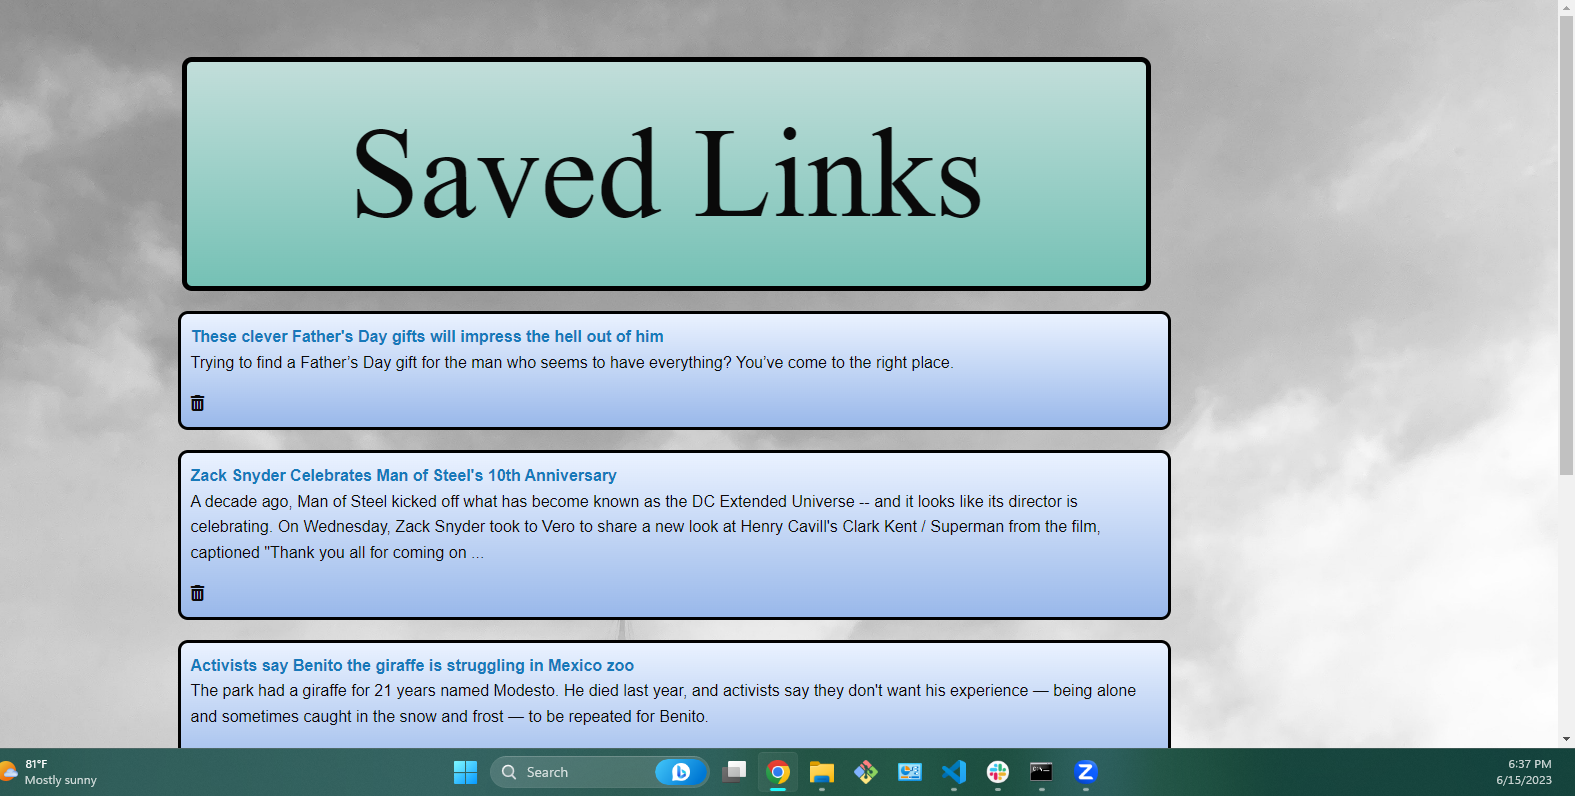 Saved Links
These clever Father's Day gifts will impress the hell out of him
Trying to find a Father’s Day gift for the man who seems to have everything? You’ve come to the right place.
Zack Snyder Celebrates Man of Steel's 10th Anniversary
A decade ago, Man of Steel kicked off what has become known as the DC Extended Universe -- and it looks like its director is
celebrating. On Wednesday, Zack Snyder took to Vero to share a new look at Henry Cavill's Clark Kent / Superman from the film,
captioned "Thank you all for coming on ...
Activists say Benito the giraffe is struggling in Mexico zoo
The park had a giraffe for 21 years named Modesto. He died last year, and activists say they don't want his experience — being alone
and sometimes caught in the snow and frost — to be repeated for Benito.
81°F
Mostly sunny
Search
6:37 PM
6/15/2023